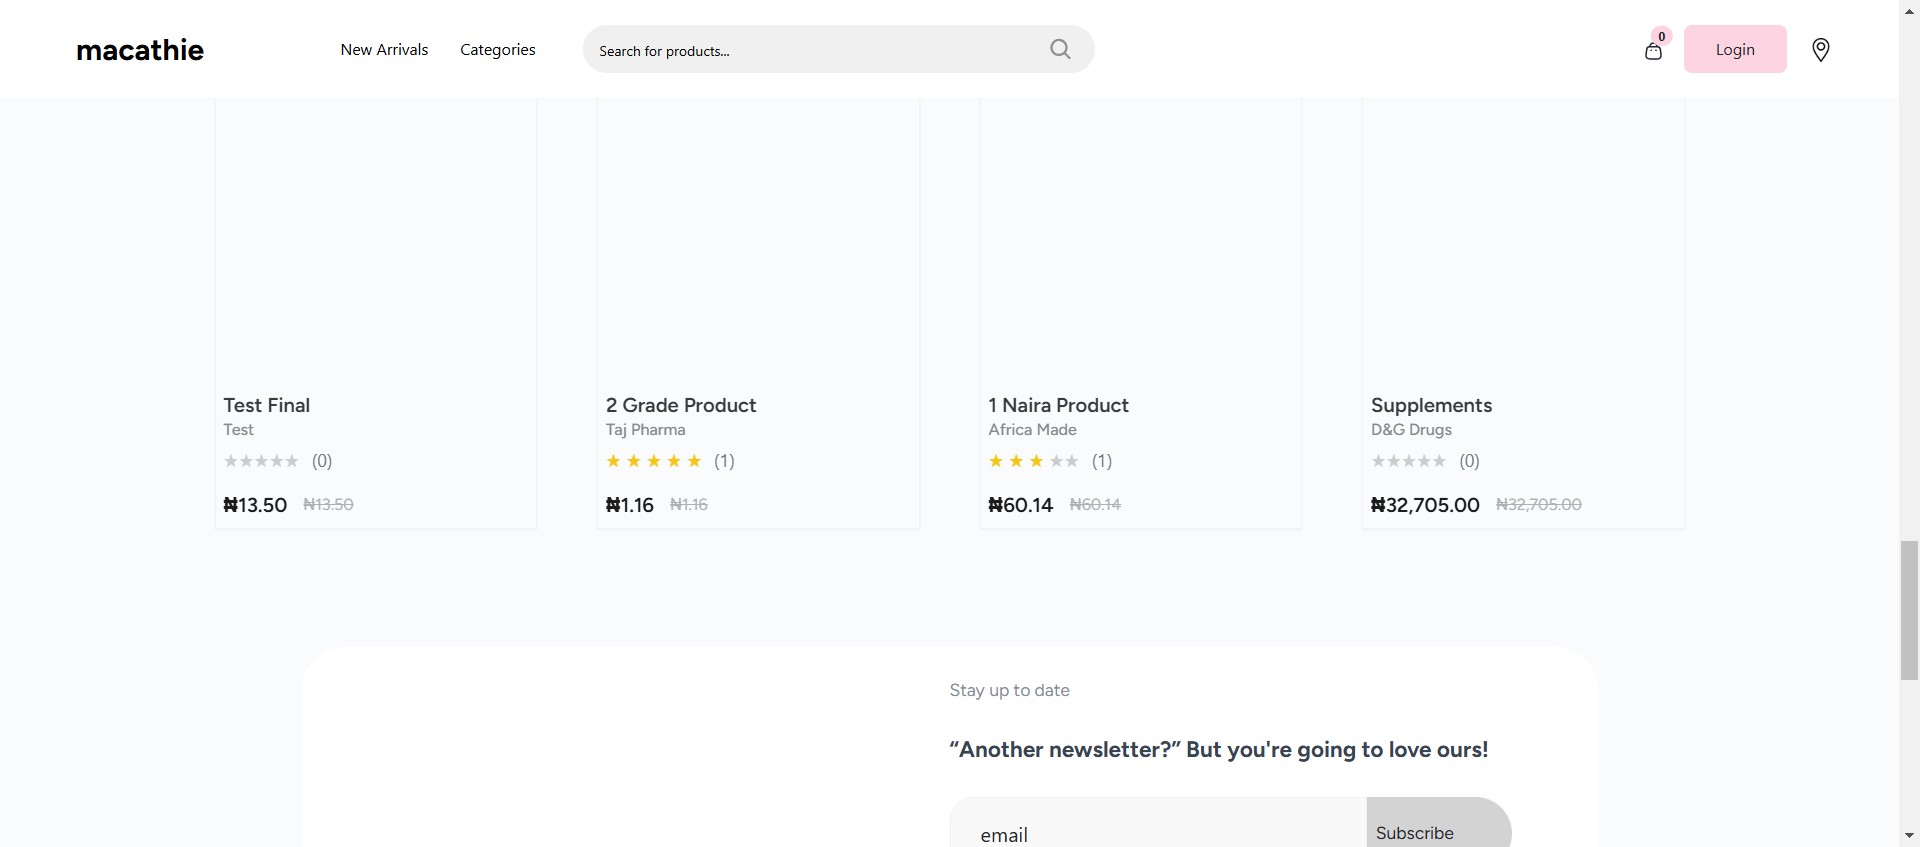 macathie New Arrivals Categories Search for products... 0 Login
Test Final
Test
(0)
₦13.50 ₦13.50
2 Grade Product
Taj Pharma
(1)
₦1.16 ₦1.16
1 Naira Product
Africa Made
(1)
₦60.14 ₦60.14
Supplements
D&G Drugs
(0)
₦32,705.00 ₦32,705.00
Stay up to date
“Another newsletter?” But you're going to love ours!
email Subscribe